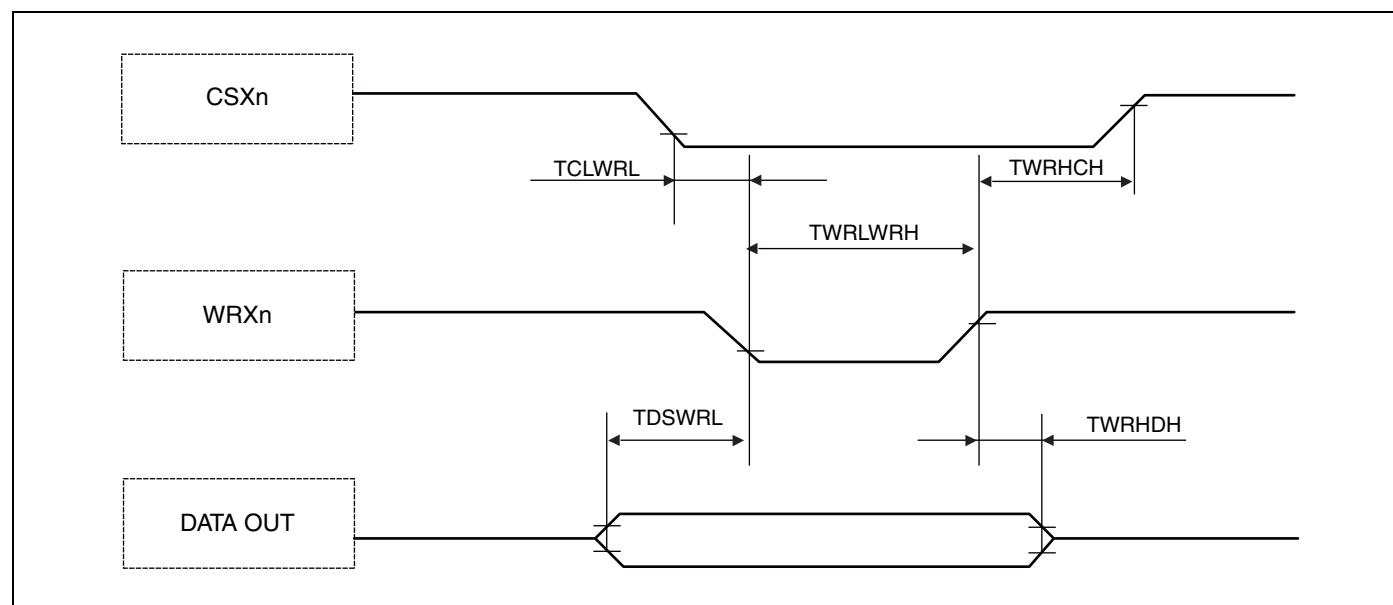 CSXn
TCLWRL
TWRHCH
TWRLWRH
WRXn
TDSWRL
TWRHDH
DATA OUT